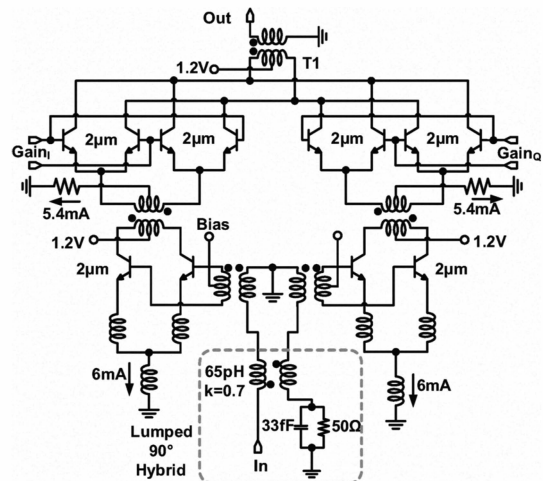 Out
1.2V
T1
2μm
2μm
2μm
2μm
GainI
GainQ
5.4mA
5.4mA
Bias
1.2V
1.2V
2μm
2μm
6mA
65pH
k=0.7
6mA
33fF
50Ω
Lumped
90°
Hybrid
In